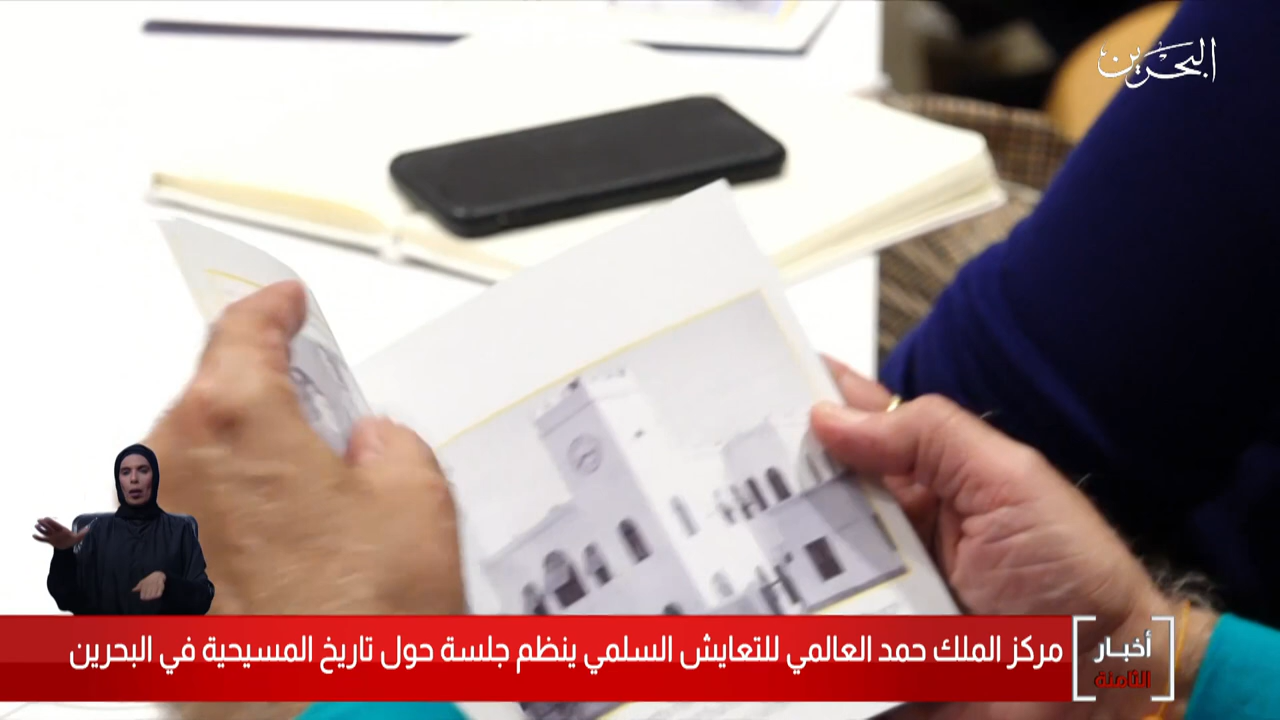 البحرين
أخبار
الثامنة
مركز الملك حمد العالمي للتعايش السلمي ينظم جلسة حول تاريخ المسيحية في البحرين